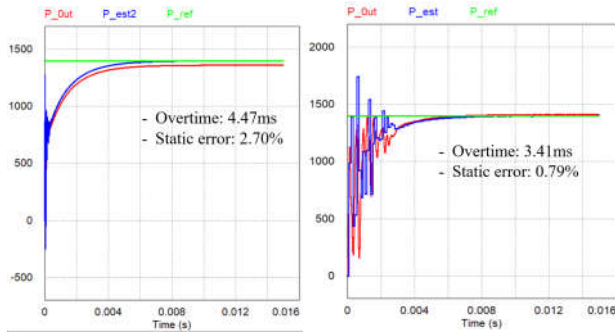 P_0ut P_est2 P_ref
1500
1000
500
0
-500
- Overtime: 4.47ms
- Static error: 2.70%
0 0.004 0.008 0.012 0.016
Time (s)
P_0ut P_est P_ref
2000
1500
1000
500
0
- Overtime: 3.41ms
- Static error: 0.79%
0 0.004 0.008 0.012 0.016
Time (s)